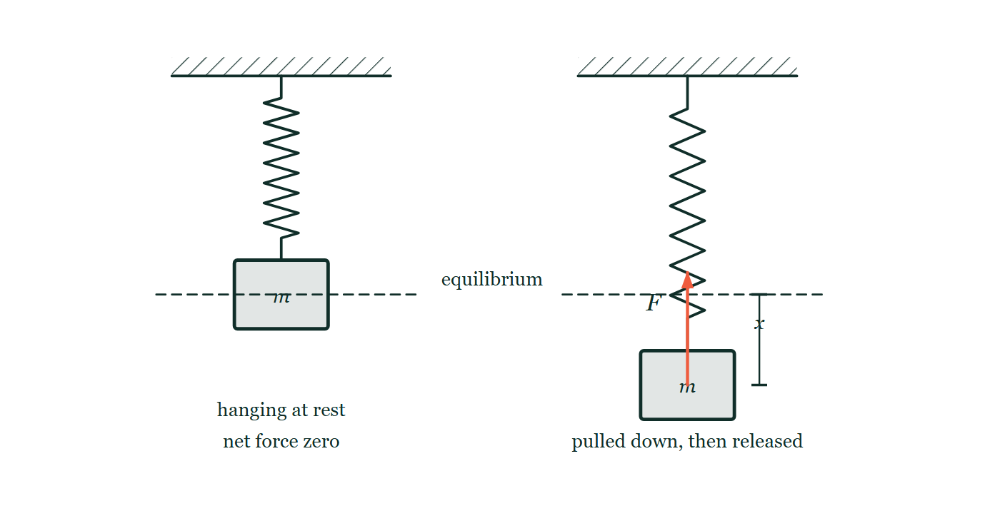 equilibrium
m
F
x
m
hanging at rest
net force zero
pulled down, then released